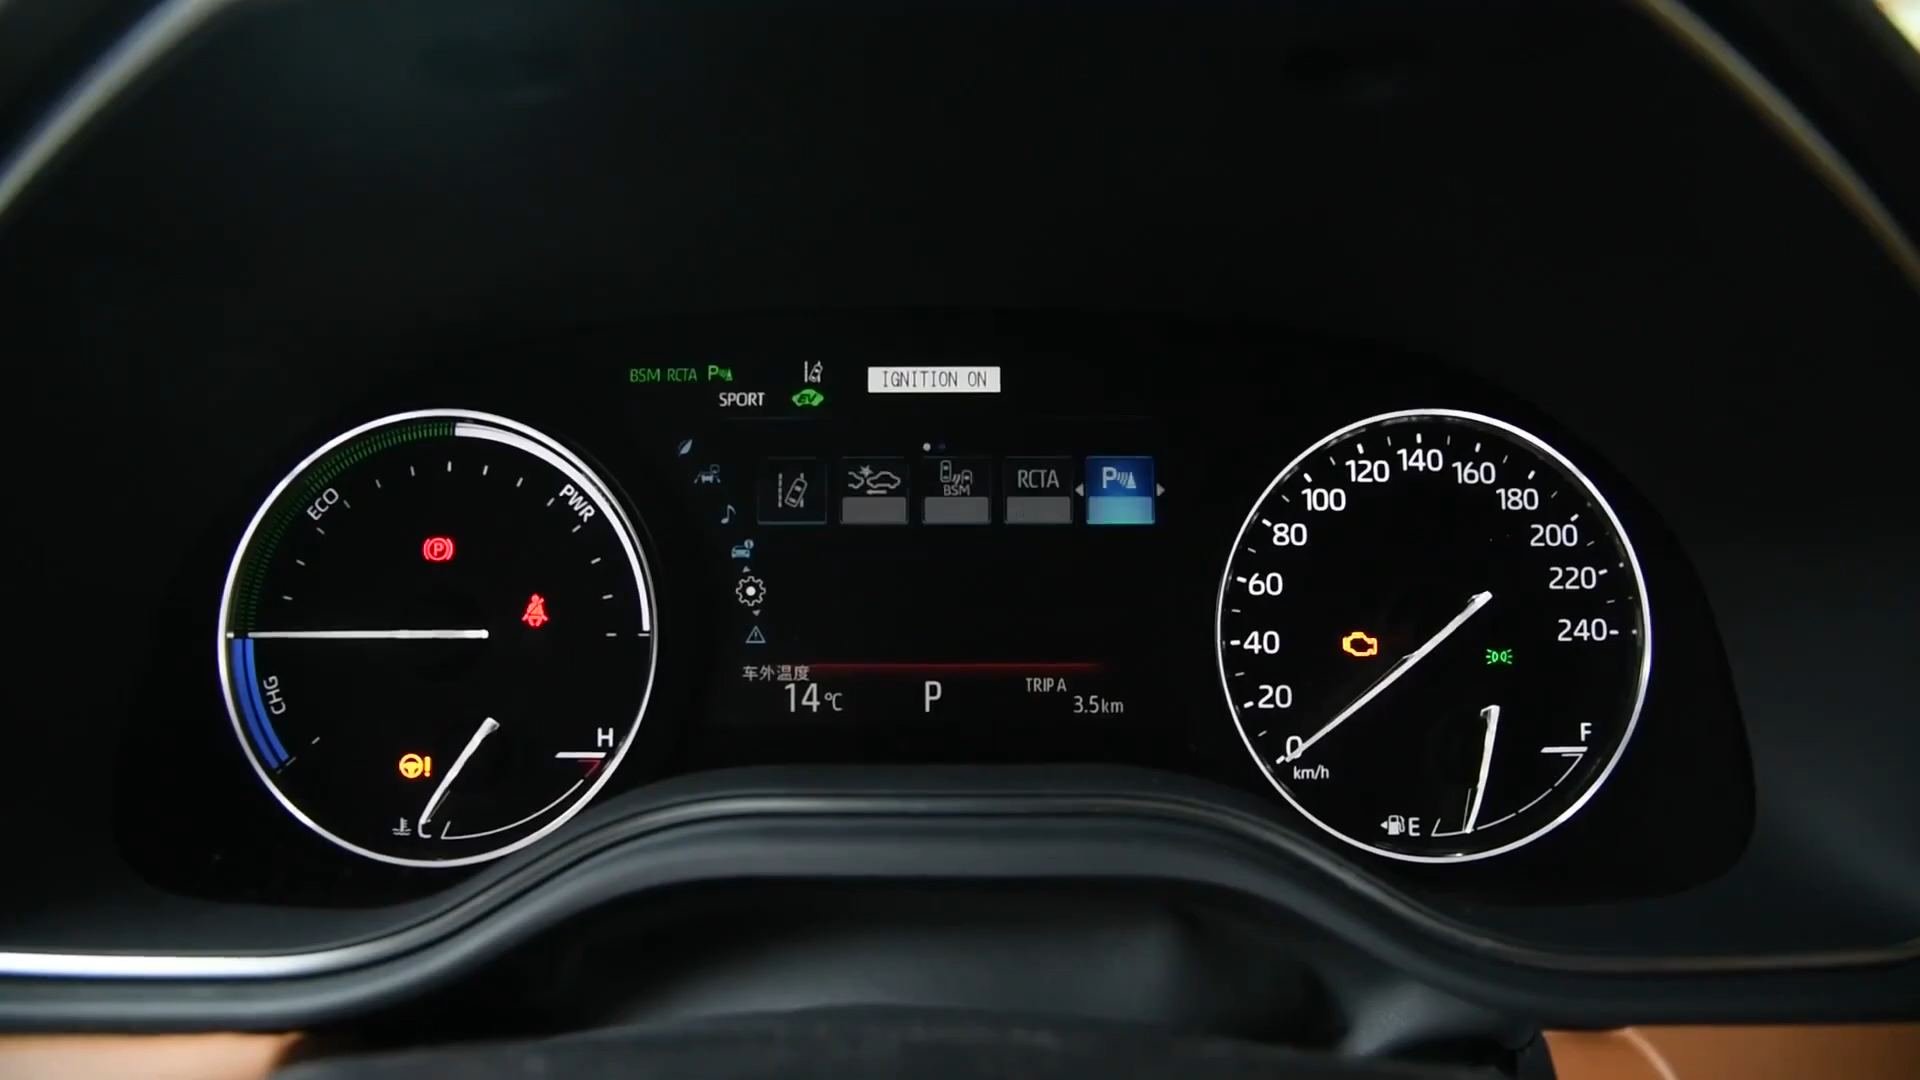 BSM RCTA P
SPORT
EV
IGNITION ON
BSM
RCTA
P
ECO
PWR
CHG
P
H
C
车外温度
14℃
P
TRIP A
3.5km
0
20
40
60
80
100
120
140
160
180
200
220
240
km/h
F
E